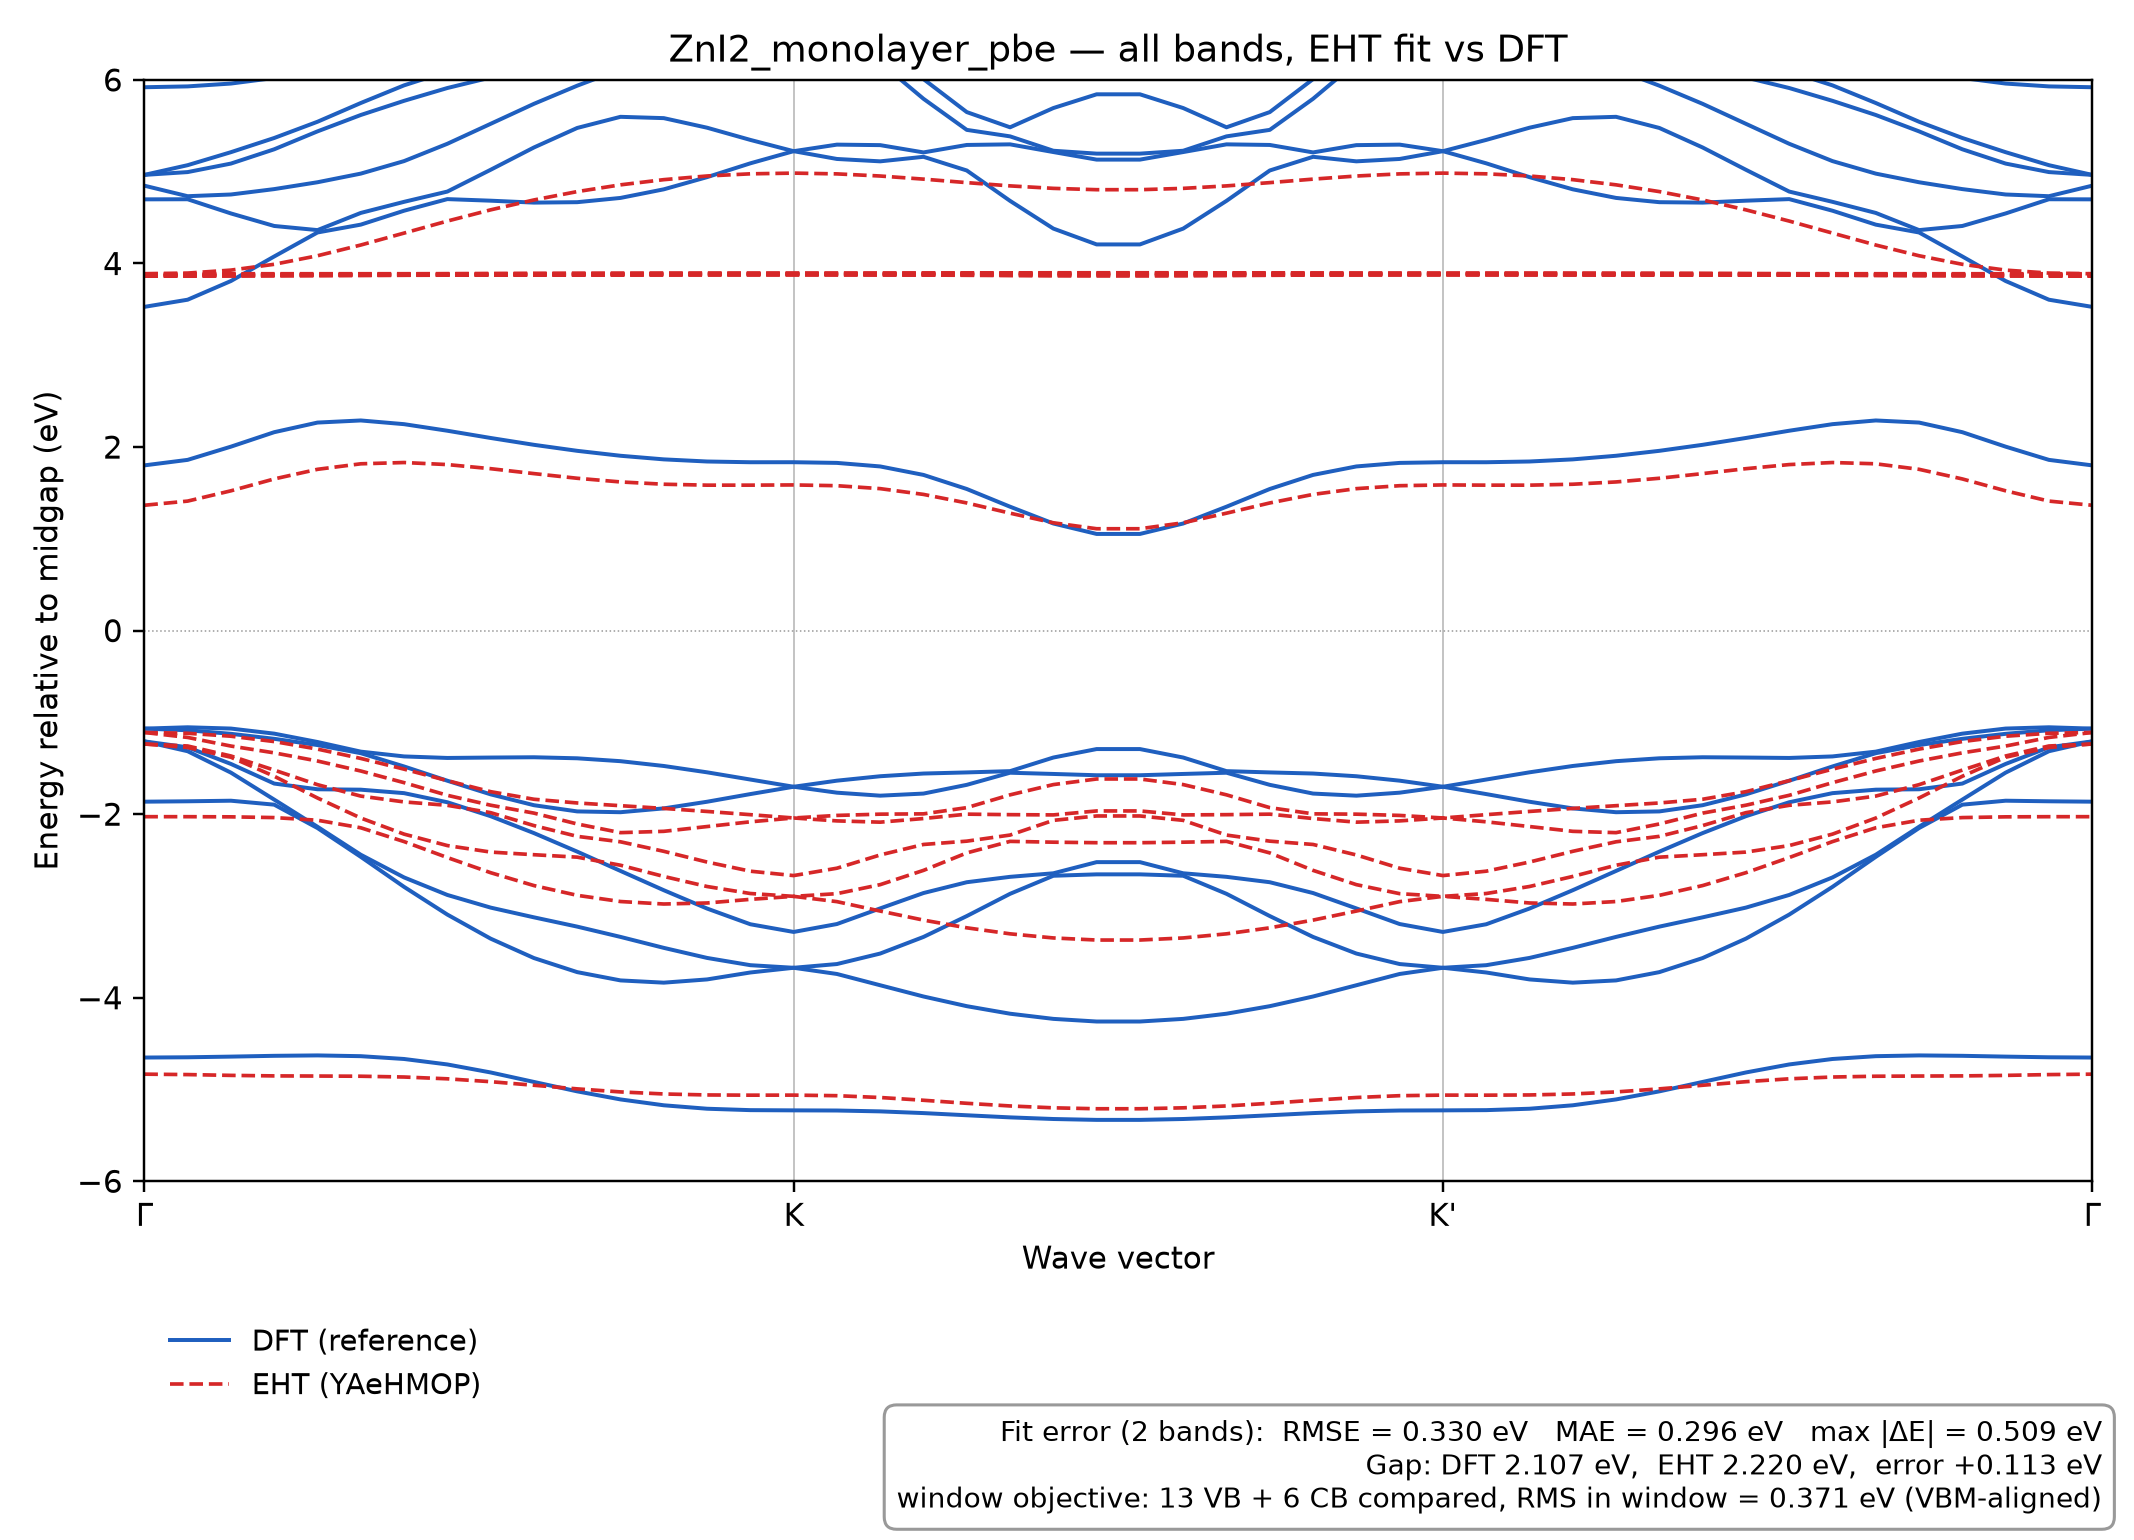 ZnI2_monolayer_pbe — all bands, EHT fit vs DFT
Energy relative to midgap (eV)
6
4
2
0
−2
−4
−6
Γ K K' Γ
Wave vector
DFT (reference)
EHT (YAeHMOP)
Fit error (2 bands):  RMSE = 0.330 eV   MAE = 0.296 eV   max |ΔE| = 0.509 eV
Gap: DFT 2.107 eV,  EHT 2.220 eV,  error +0.113 eV
window objective: 13 VB + 6 CB compared, RMS in window = 0.371 eV (VBM-aligned)